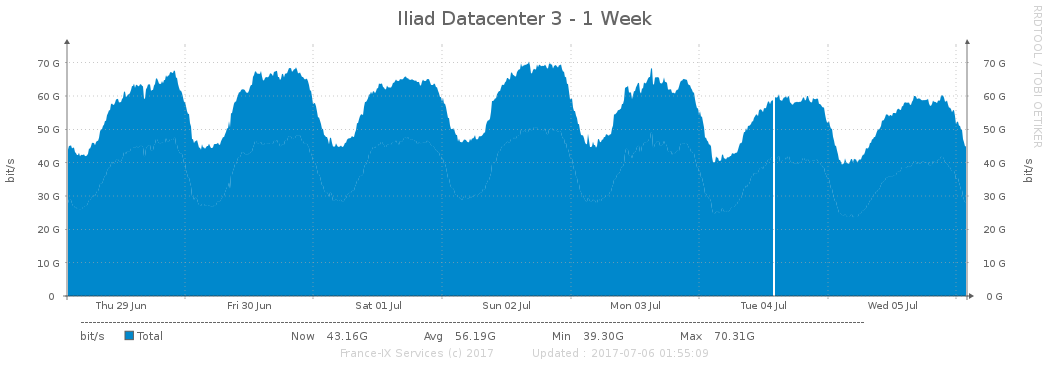 Iliad Datacenter 3 - 1 Week
RRDTOOL / TOBI OETIKER
70 G 70 G
60 G 60 G
50 G 50 G
40 G 40 G
30 G 30 G
20 G 20 G
10 G 10 G
0 0 G
bit/s bit/s
Thu 29 Jun Fri 30 Jun Sat 01 Jul Sun 02 Jul Mon 03 Jul Tue 04 Jul Wed 05 Jul
bit/s Total Now 43.16G Avg 56.19G Min 39.30G Max 70.31G
France-IX Services (c) 2017 Updated : 2017-07-06 01:55:09